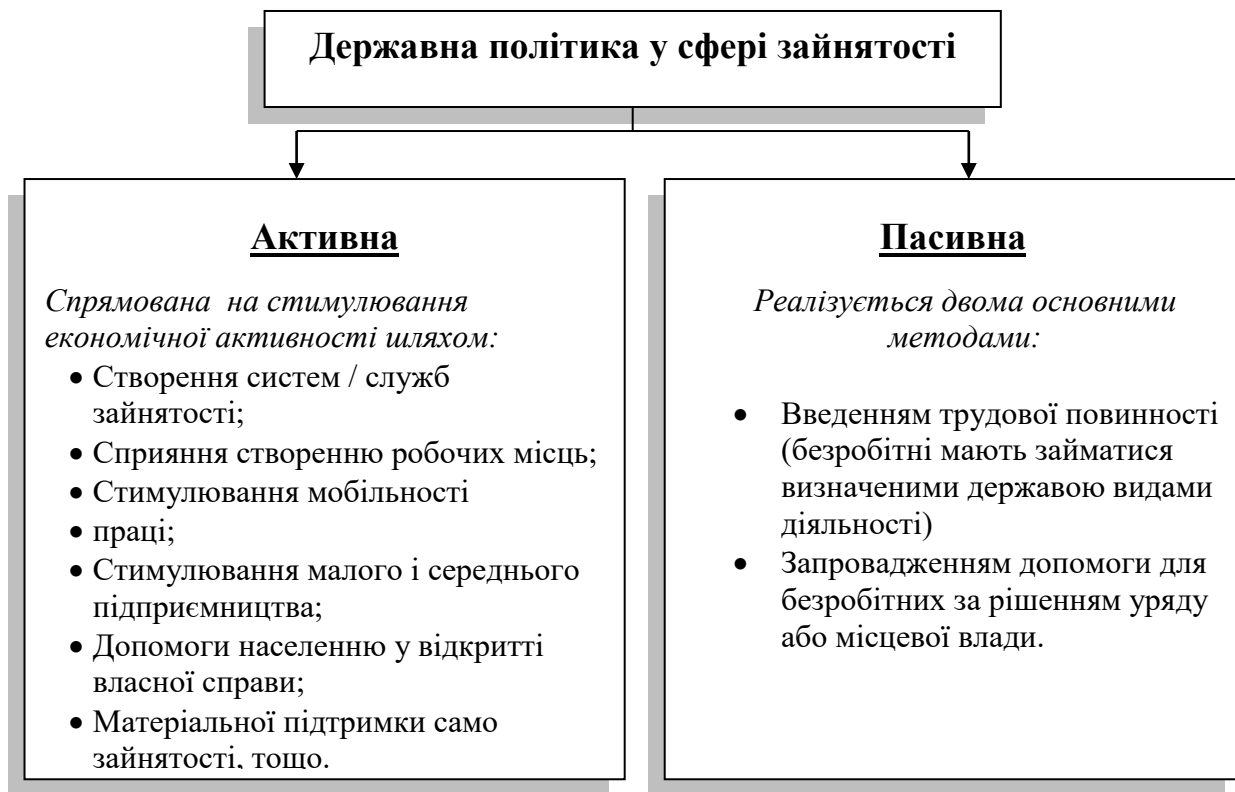 Державна політика у сфері зайнятості
Активна
Спрямована на стимулювання
економічної активності шляхом:
• Створення систем / служб
зайнятості;
• Сприяння створенню робочих місць;
• Стимулювання мобільності
• праці;
• Стимулювання малого і середнього
підприємництва;
• Допомоги населенню у відкритті
власної справи;
• Матеріальної підтримки само
зайнятості, тощо.
Пасивна
Реалізується двома основними
методами:
• Введенням трудової повинності
(безробітні мають займатися
визначеними державою видами
діяльності)
• Запровадженням допомоги для
безробітних за рішенням уряду
або місцевої влади.